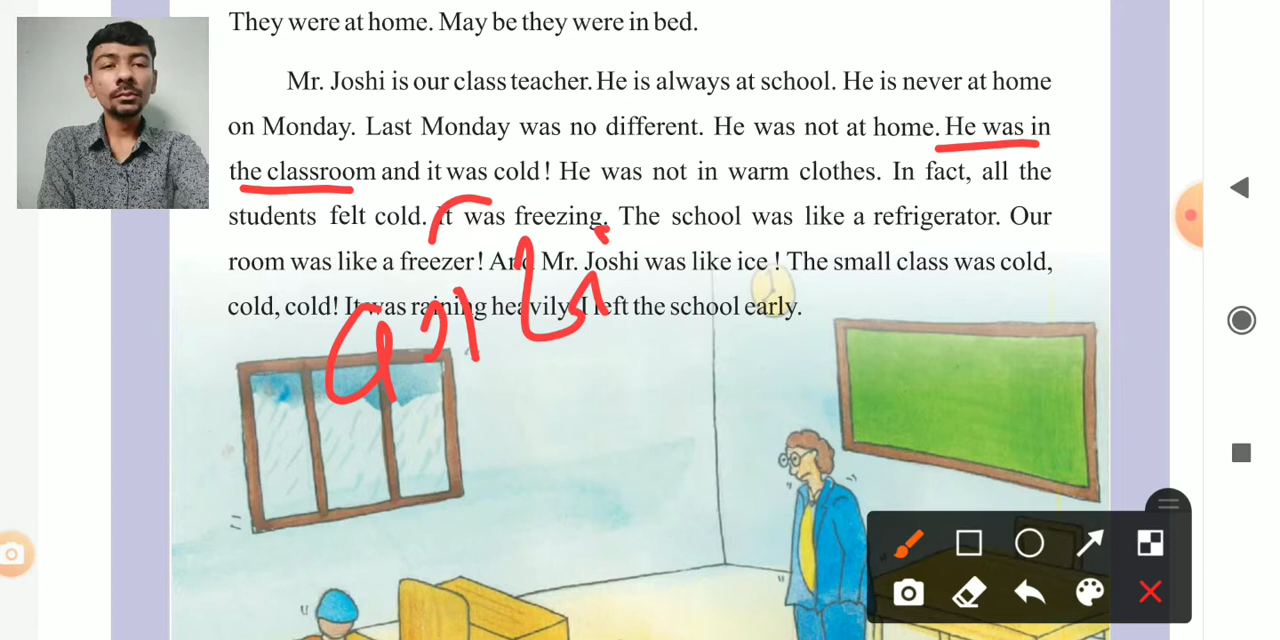 They were at home. May be they were in bed.
Mr. Joshi is our class teacher. He is always at school. He is never at home
on Monday. Last Monday was no different. He was not at home. He was in
the classroom and it was cold! He was not in warm clothes. In fact, all the
students felt cold. It was freezing. The school was like a refrigerator. Our
room was like a freezer! And Mr. Joshi was like ice! The small class was cold,
cold, cold! It was raining heavily. I left the school early.
વર્ગમાં